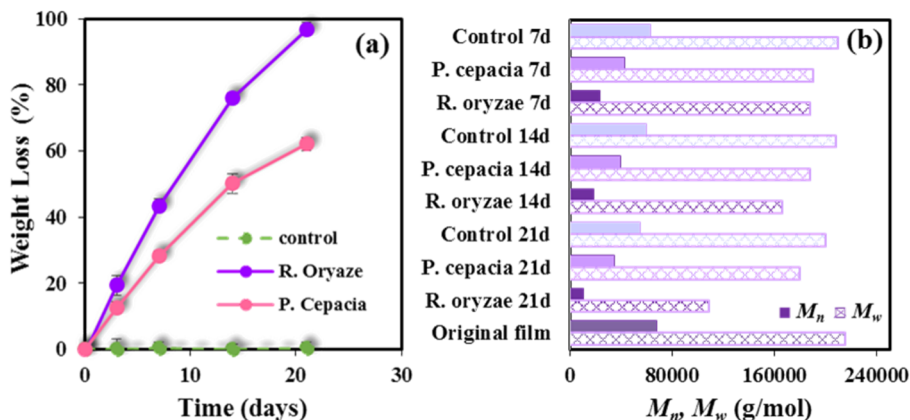 100
80
60
40
20
0
Weight Loss (%)
(a)
control
R. Oryaze
P. Cepacia
0
10
20
30
Time (days)
(b)
Control 7d
P. cepacia 7d
R. oryzae 7d
Control 14d
P. cepacia 14d
R. oryzae 14d
Control 21d
P. cepacia 21d
R. oryzae 21d
Original film
Mn Mw
0
80000
160000
240000
Mn, Mw (g/mol)